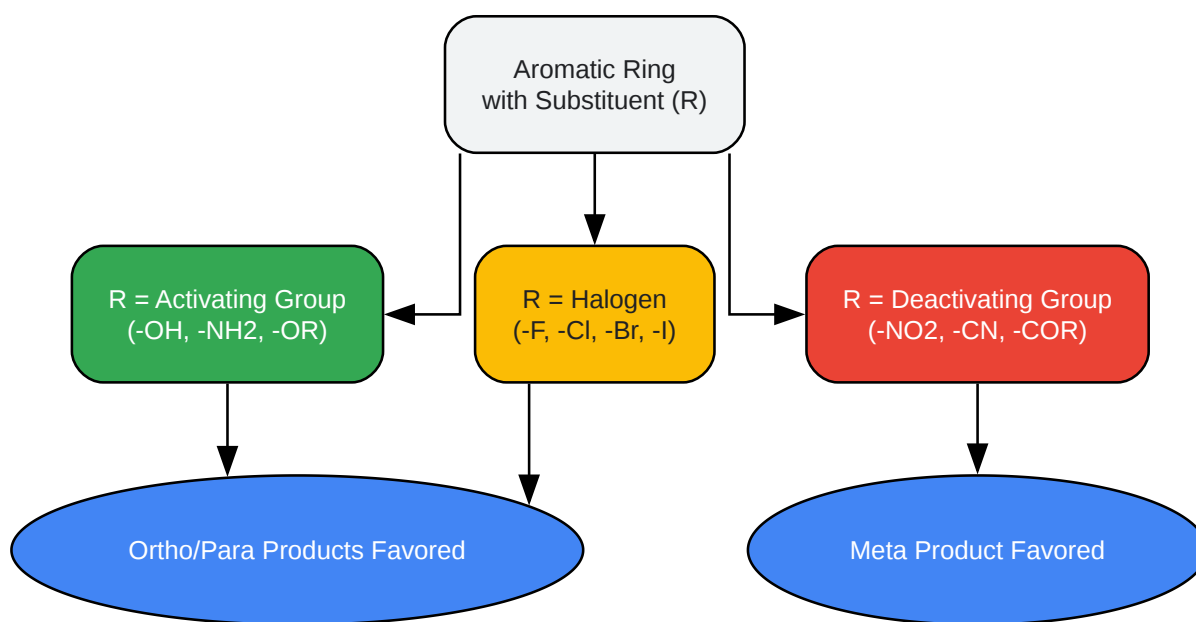 Aromatic Ring
with Substituent (R)
R = Activating Group
(-OH, -NH2, -OR)
R = Halogen
(-F, -Cl, -Br, -I)
R = Deactivating Group
(-NO2, -CN, -COR)
Ortho/Para Products Favored
Meta Product Favored